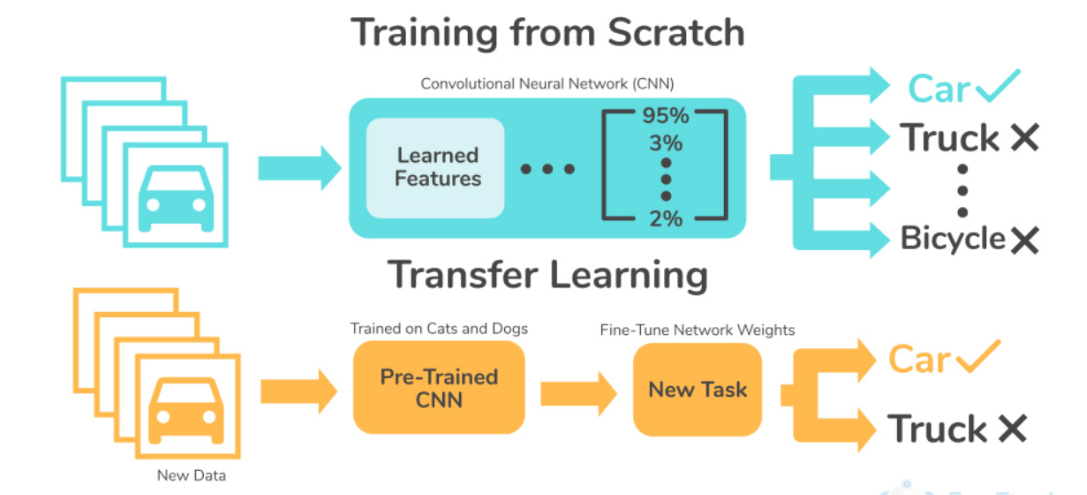 Training from Scratch
Convolutional Neural Network (CNN)
Learned
Features
95%
3%
2%
Car
Truck
Bicycle
Transfer Learning
Trained on Cats and Dogs
Pre-Trained
CNN
Fine-Tune Network Weights
New Task
Car
Truck
New Data